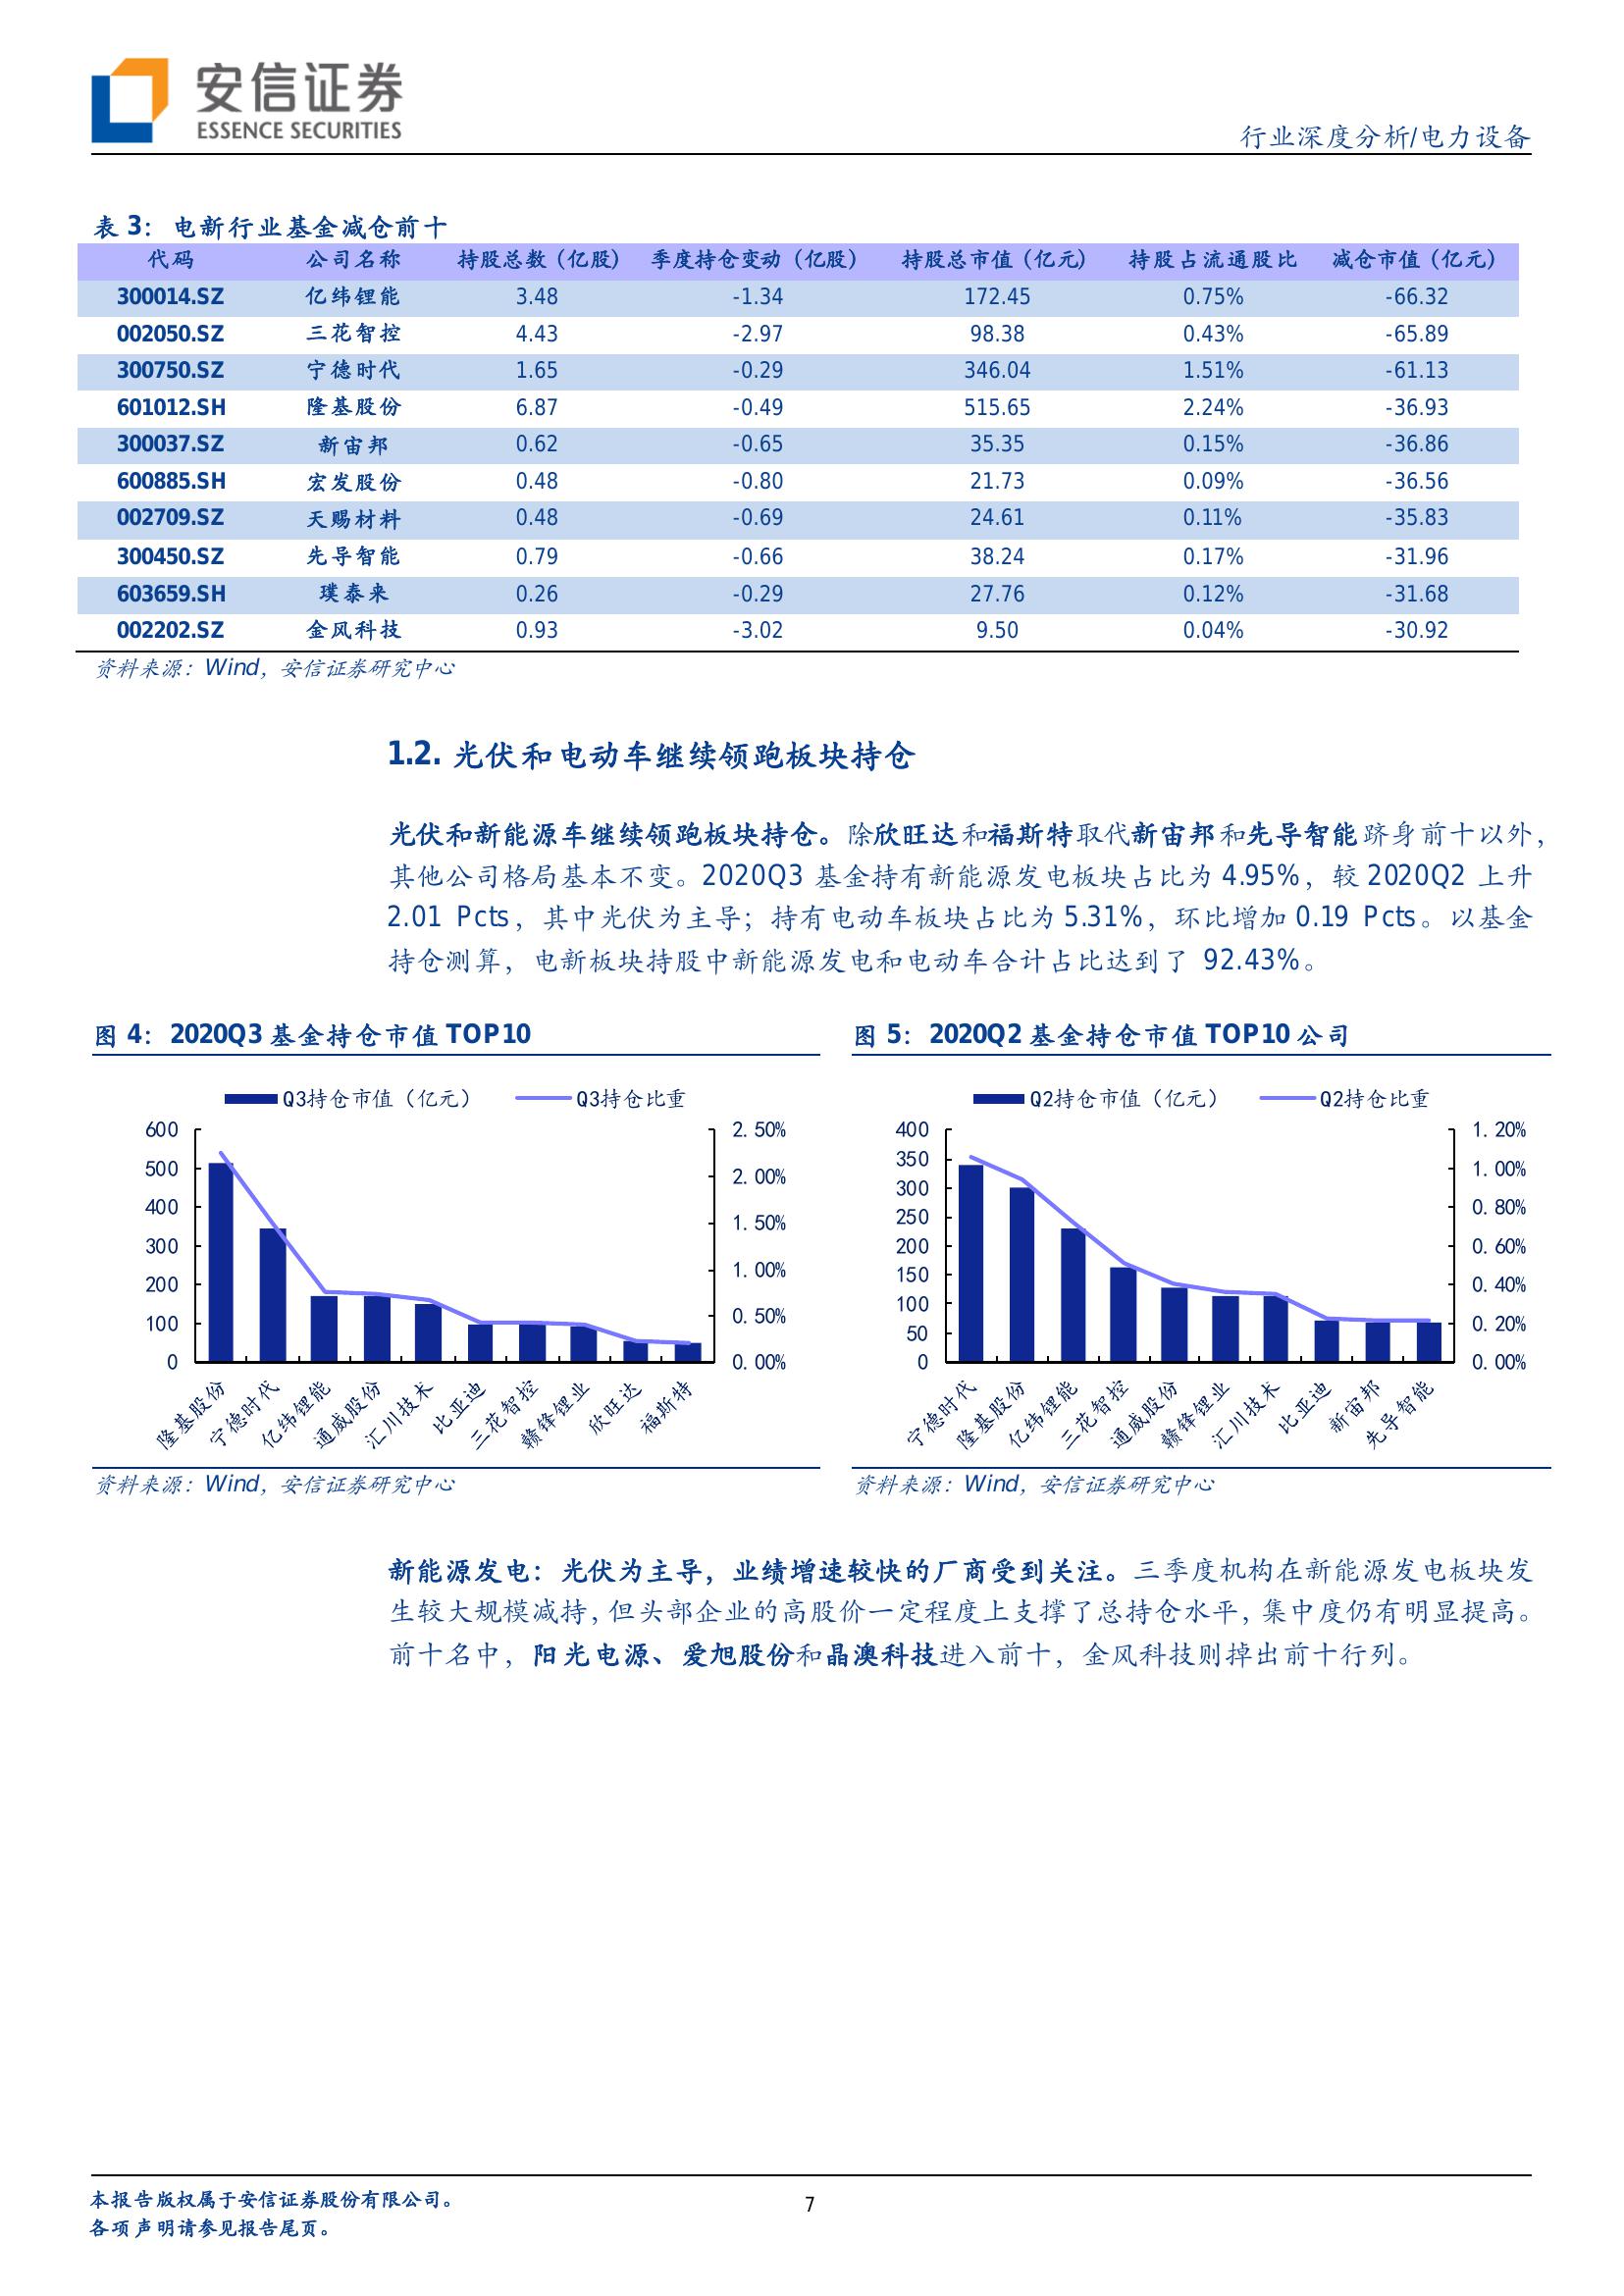 安信证券
ESSENCE SECURITIES
行业深度分析/电力设备
表 3：电新行业基金减仓前十
代码 公司名称 持股总数（亿股） 季度持仓变动（亿股） 持股总市值（亿元） 持股占流通股比 减仓市值（亿元）
300014.SZ 亿纬锂能 3.48 -1.34 172.45 0.75% -66.32
002050.SZ 三花智控 4.43 -2.97 98.38 0.43% -65.89
300750.SZ 宁德时代 1.65 -0.29 346.04 1.51% -61.13
601012.SH 隆基股份 6.87 -0.49 515.65 2.24% -36.93
300037.SZ 新宙邦 0.62 -0.65 35.35 0.15% -36.86
600885.SH 宏发股份 0.48 -0.80 21.73 0.09% -36.56
002709.SZ 天赐材料 0.48 -0.69 24.61 0.11% -35.83
300450.SZ 先导智能 0.79 -0.66 38.24 0.17% -31.96
603659.SH 璞泰来 0.26 -0.29 27.76 0.12% -31.68
002202.SZ 金风科技 0.93 -3.02 9.50 0.04% -30.92
资料来源：Wind，安信证券研究中心
1.2. 光伏和电动车继续领跑板块持仓
光伏和新能源车继续领跑板块持仓。除欣旺达和福斯特取代新宙邦和先导智能跻身前十以外，
其他公司格局基本不变。2020Q3 基金持有新能源发电板块占比为 4.95%，较 2020Q2 上升
2.01 Pcts，其中光伏为主导；持有电动车板块占比为 5.31%，环比增加 0.19 Pcts。以基金
持仓测算，电新板块持股中新能源发电和电动车合计占比达到了 92.43%。
图 4：2020Q3 基金持仓市值 TOP10
Q3持仓市值（亿元） Q3持仓比重
600
500
400
300
200
100
0
2.50%
2.00%
1.50%
1.00%
0.50%
0.00%
隆基股份 宁德时代 亿纬锂能 通威股份 汇川技术 比亚迪 三花智控 赣锋锂业 欣旺达 福斯特
资料来源：Wind，安信证券研究中心
图 5：2020Q2 基金持仓市值 TOP10 公司
Q2持仓市值（亿元） Q2持仓比重
400
350
300
250
200
150
100
50
0
1.20%
1.00%
0.80%
0.60%
0.40%
0.20%
0.00%
宁德时代 隆基股份 亿纬锂能 三花智控 通威股份 赣锋锂业 汇川技术 比亚迪 新宙邦 先导智能
资料来源：Wind，安信证券研究中心
新能源发电：光伏为主导，业绩增速较快的厂商受到关注。三季度机构在新能源发电板块发
生较大规模减持，但头部企业的高股价一定程度上支撑了总持仓水平，集中度仍有明显提高。
前十名中，阳光电源、爱旭股份和晶澳科技进入前十，金风科技则掉出前十行列。
本报告版权属于安信证券股份有限公司。
各项声明请参见报告尾页。
7